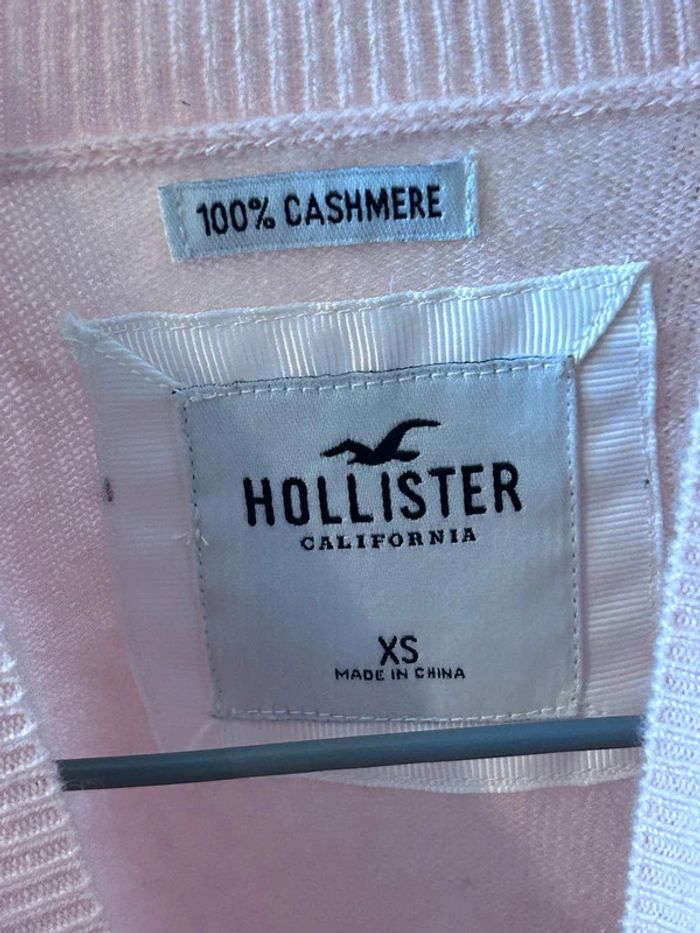 100% CASHMERE
HOLLISTER
CALIFORNIA
XS
MADE IN CHINA